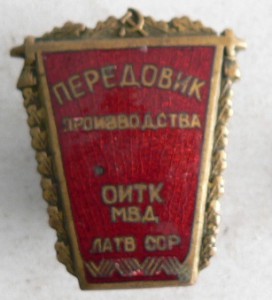 ПЕРЕДОВИК
ПРОИЗВОДСТВА
ОИТК
МВД
ЛАТВ ССР